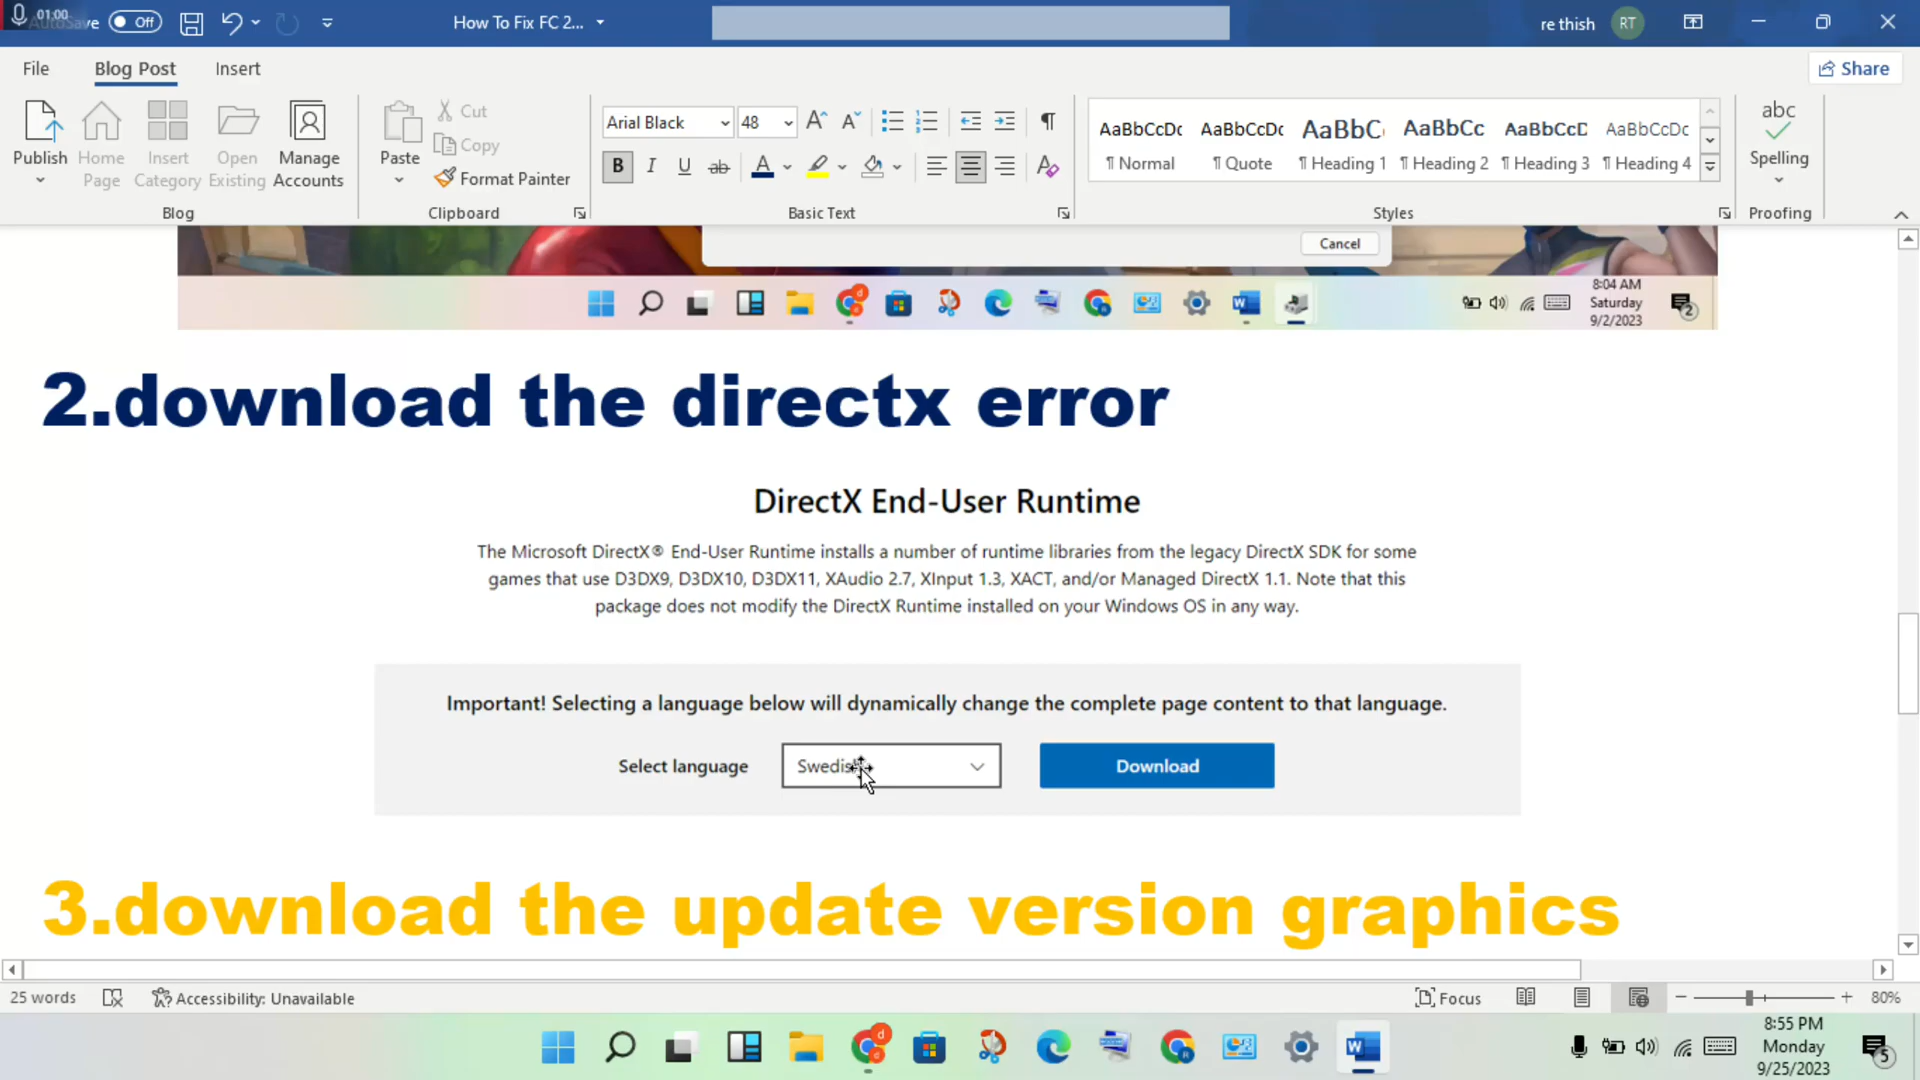 01:00
AutoSave
Off
How To Fix FC 2...
re thish
RT
File
Blog Post
Insert
Share
Publish
Home Page
Insert Category
Open Existing
Manage Accounts
Blog
Paste
Cut
Copy
Format Painter
Clipboard
Arial Black
48
Basic Text
AaBbCcDc
¶ Normal
AaBbCcDc
¶ Quote
AaBbC
¶ Heading 1
AaBbCc
¶ Heading 2
AaBbCcD
¶ Heading 3
AaBbCcDc
¶ Heading 4
Styles
abc
Spelling
Proofing
Cancel
8:04 AM
Saturday
9/2/2023
2
2.download the directx error
DirectX End-User Runtime
The Microsoft DirectX® End-User Runtime installs a number of runtime libraries from the legacy DirectX SDK for some
games that use D3DX9, D3DX10, D3DX11, XAudio 2.7, XInput 1.3, XACT, and/or Managed DirectX 1.1. Note that this
package does not modify the DirectX Runtime installed on your Windows OS in any way.
Important! Selecting a language below will dynamically change the complete page content to that language.
Select language
Swedish
Download
3.download the update version graphics
25 words
Accessibility: Unavailable
Focus
80%
8:55 PM
Monday
9/25/2023
5